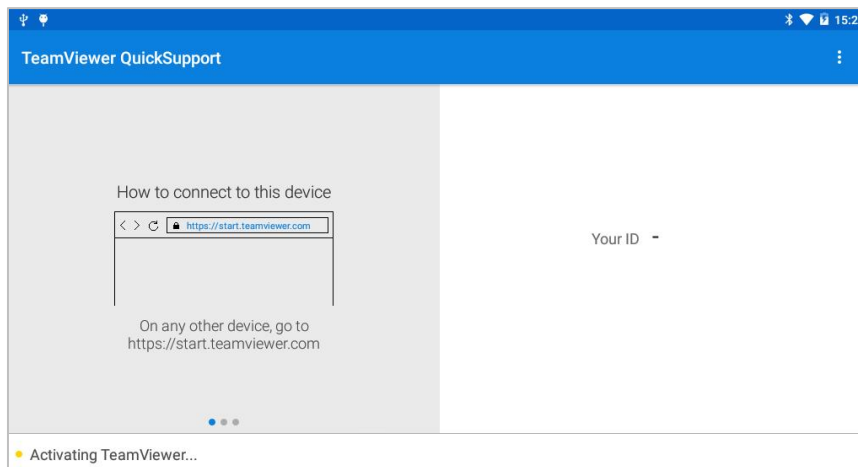 15:2
TeamViewer QuickSupport
How to connect to this device
https://start.teamviewer.com
On any other device, go to
https://start.teamviewer.com
Your ID -
Activating TeamViewer...